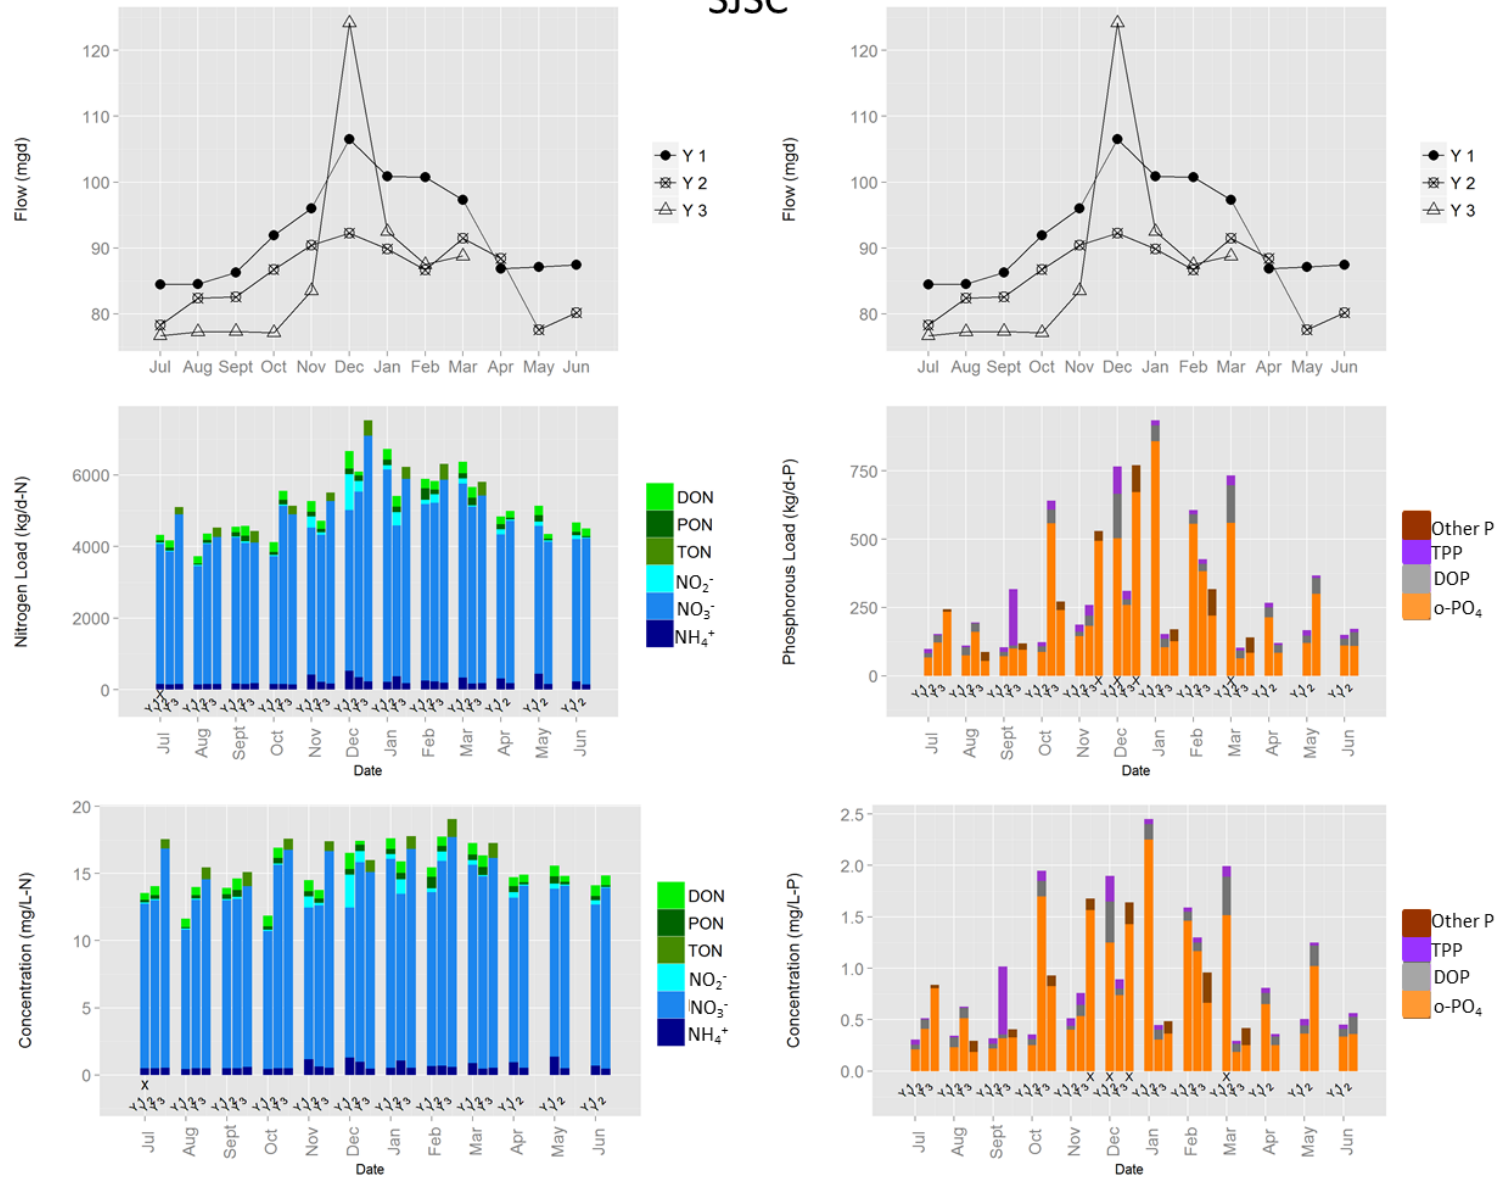 SJSC
120
110
100
90
80
Flow (mgd)
Jul Aug Sept Oct Nov Dec Jan Feb Mar Apr May Jun
Y 1
Y 2
Y 3
120
110
100
90
80
Flow (mgd)
Jul Aug Sept Oct Nov Dec Jan Feb Mar Apr May Jun
Y 1
Y 2
Y 3
6000
4000
2000
0
Nitrogen Load (kg/d-N)
Jul Aug Sept Oct Nov Dec Jan Feb Mar Apr May Jun
Date
DON
PON
TON
NO₂⁻
NO₃⁻
NH₄⁺
750
500
250
0
Phosphorous Load (kg/d-P)
X X X X
Jul Aug Sept Oct Nov Dec Jan Feb Mar Apr May Jun
Date
Other P
TPP
DOP
o-PO₄
20
15
10
5
0
Concentration (mg/L-N)
X
Jul Aug Sept Oct Nov Dec Jan Feb Mar Apr May Jun
Date
DON
PON
TON
NO₂⁻
NO₃⁻
NH₄⁺
2.5
2.0
1.5
1.0
0.5
0.0
Concentration (mg/L-P)
X X X X
Jul Aug Sept Oct Nov Dec Jan Feb Mar Apr May Jun
Date
Other P
TPP
DOP
o-PO₄